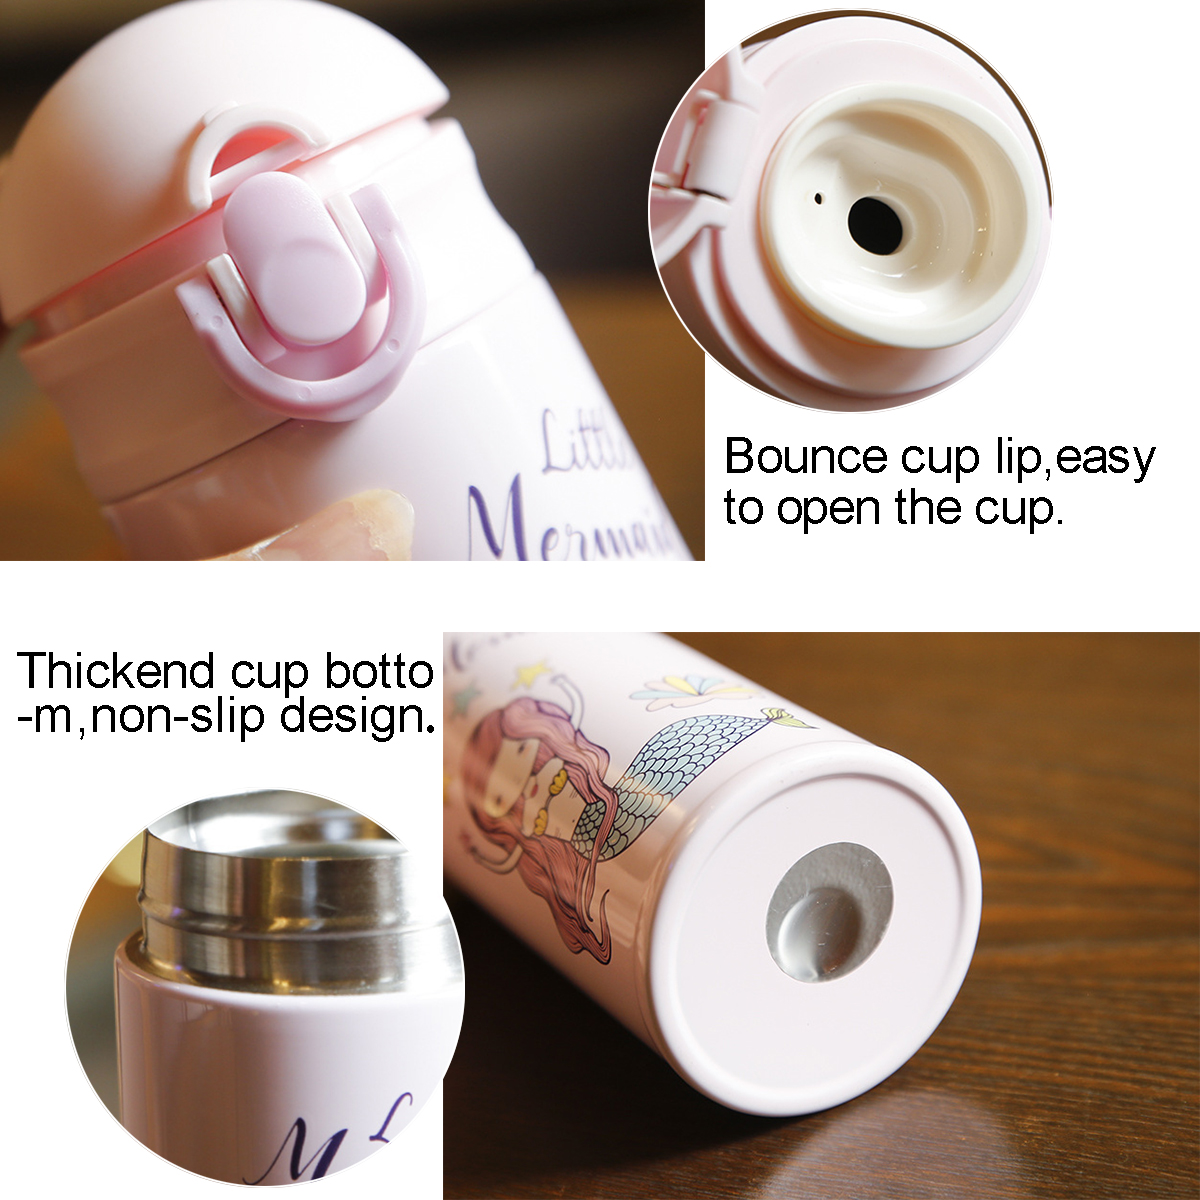 Little
Mermaid
Bounce cup lip,easy
to open the cup.
Thickend cup botto
-m,non-slip design.
L
M